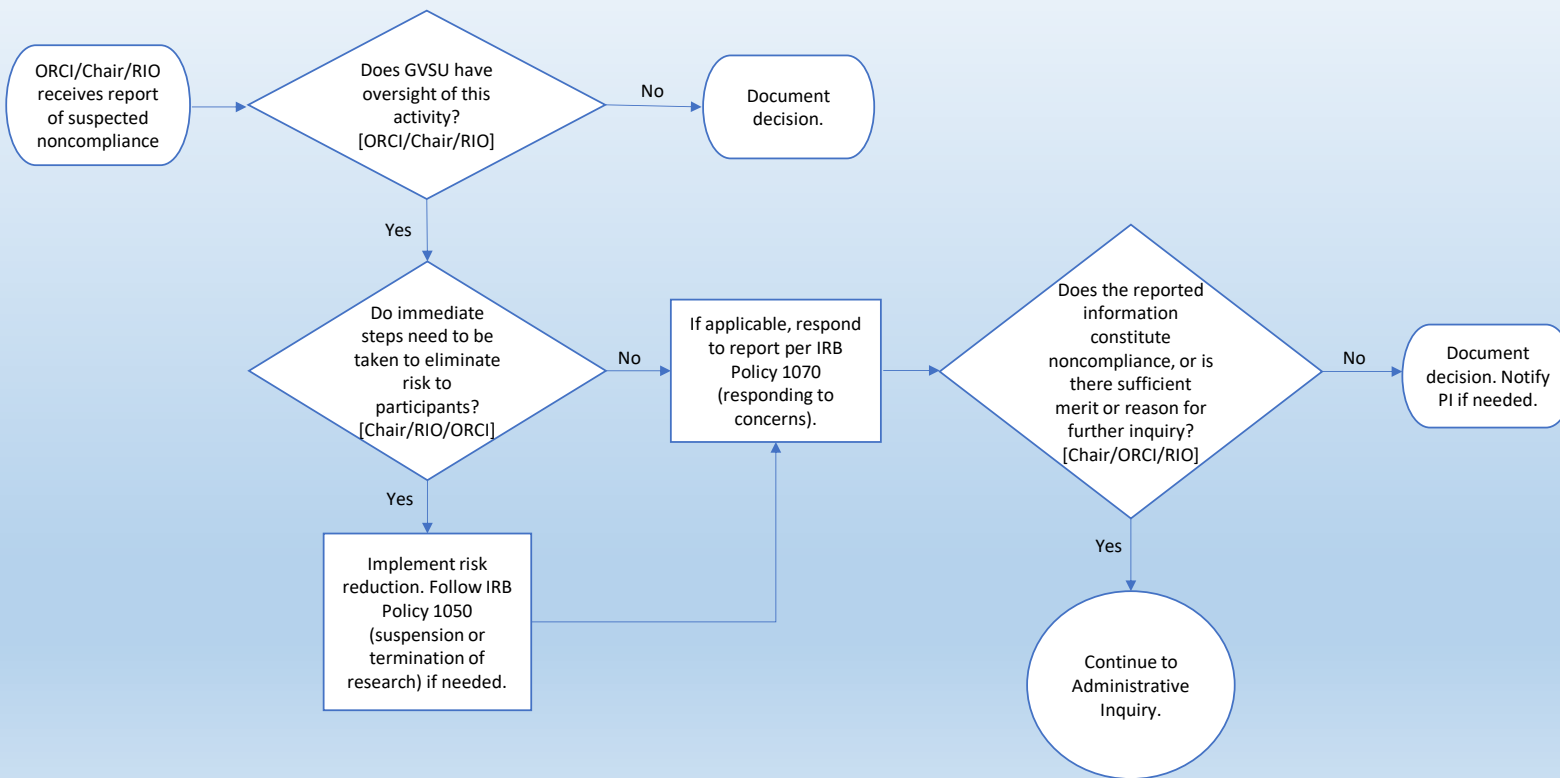 ORCI/Chair/RIO
receives report
of suspected
noncompliance
Does GVSU have
oversight of this
activity?
[ORCI/Chair/RIO]
No
Document
decision.
Yes
Do immediate
steps need to be
taken to eliminate
risk to
participants?
[Chair/RIO/ORCI]
No
If applicable, respond
to report per IRB
Policy 1070
(responding to
concerns).
Does the reported
information
constitute
noncompliance, or is
there sufficient
merit or reason for
further inquiry?
[Chair/ORCI/RIO]
No
Document
decision. Notify
PI if needed.
Yes
Implement risk
reduction. Follow IRB
Policy 1050
(suspension or
termination of
research) if needed.
Yes
Continue to
Administrative
Inquiry.